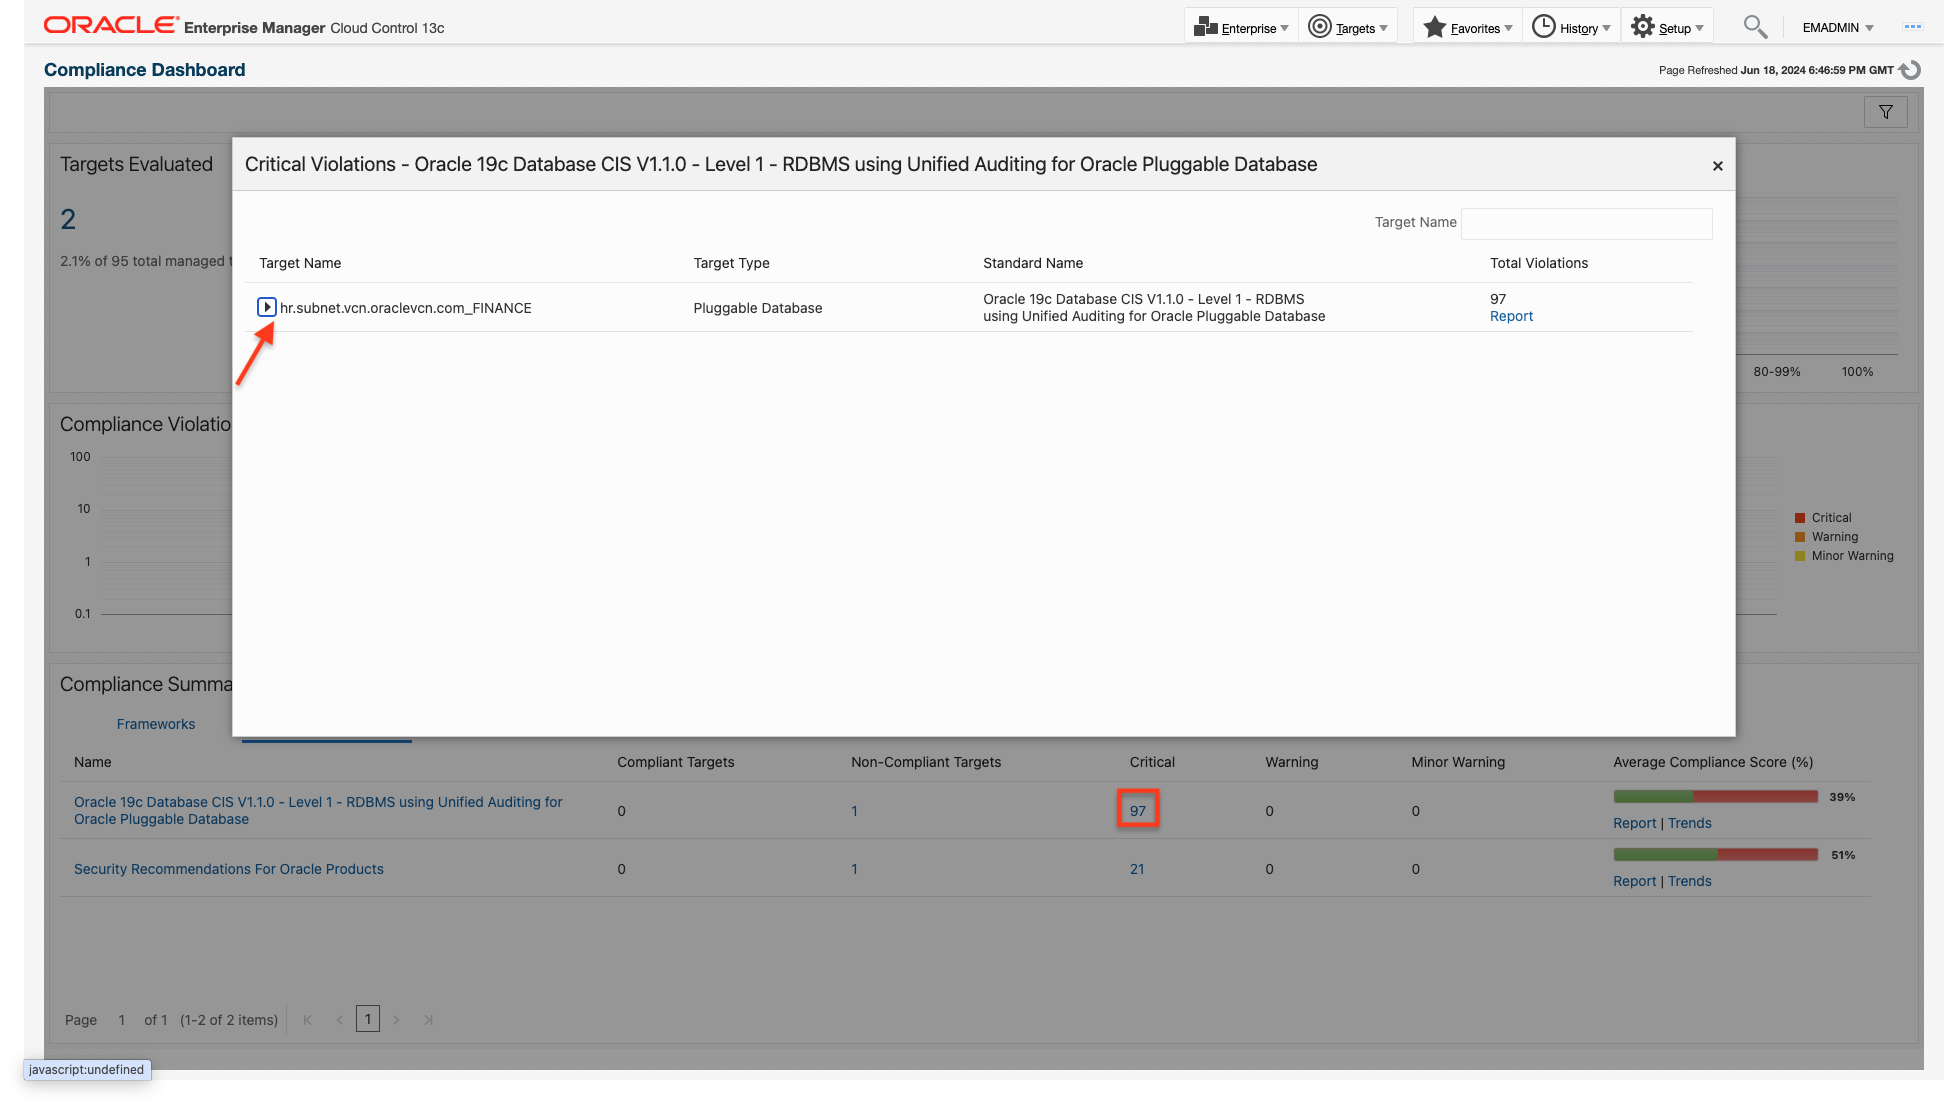 ORACLE Enterprise Manager Cloud Control 13c
Enterprise
Targets
Favorites
History
Setup
EMADMIN
Compliance Dashboard
Page Refreshed Jun 18, 2024 6:46:59 PM GMT
Targets Evaluated
2
2.1% of 95 total managed
80-99%
100%
Critical Violations - Oracle 19c Database CIS V1.1.0 - Level 1 - RDBMS using Unified Auditing for Oracle Pluggable Database
×
Target Name
Target Name
Target Type
Standard Name
Total Violations
hr.subnet.vcn.oraclevcn.com_FINANCE
Pluggable Database
Oracle 19c Database CIS V1.1.0 - Level 1 - RDBMS
using Unified Auditing for Oracle Pluggable Database
97
Report
Compliance Violatio
100
10
1
0.1
Critical
Warning
Minor Warning
Compliance Summa
Frameworks
Name
Compliant Targets
Non-Compliant Targets
Critical
Warning
Minor Warning
Average Compliance Score (%)
Oracle 19c Database CIS V1.1.0 - Level 1 - RDBMS using Unified Auditing for
Oracle Pluggable Database
0
1
97
0
0
39%
Report | Trends
Security Recommendations For Oracle Products
0
1
21
0
0
51%
Report | Trends
Page 1 of 1 (1-2 of 2 items)
1
javascript:undefined